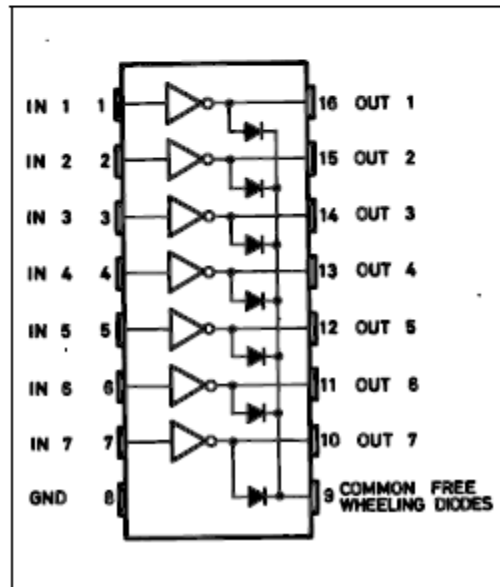 IN 1 1 16 OUT 1
IN 2 2 15 OUT 2
IN 3 3 14 OUT 3
IN 4 4 13 OUT 4
IN 5 5 12 OUT 5
IN 6 6 11 OUT 6
IN 7 7 10 OUT 7
GND 8 9 COMMON FREE
WHEELING DIODES